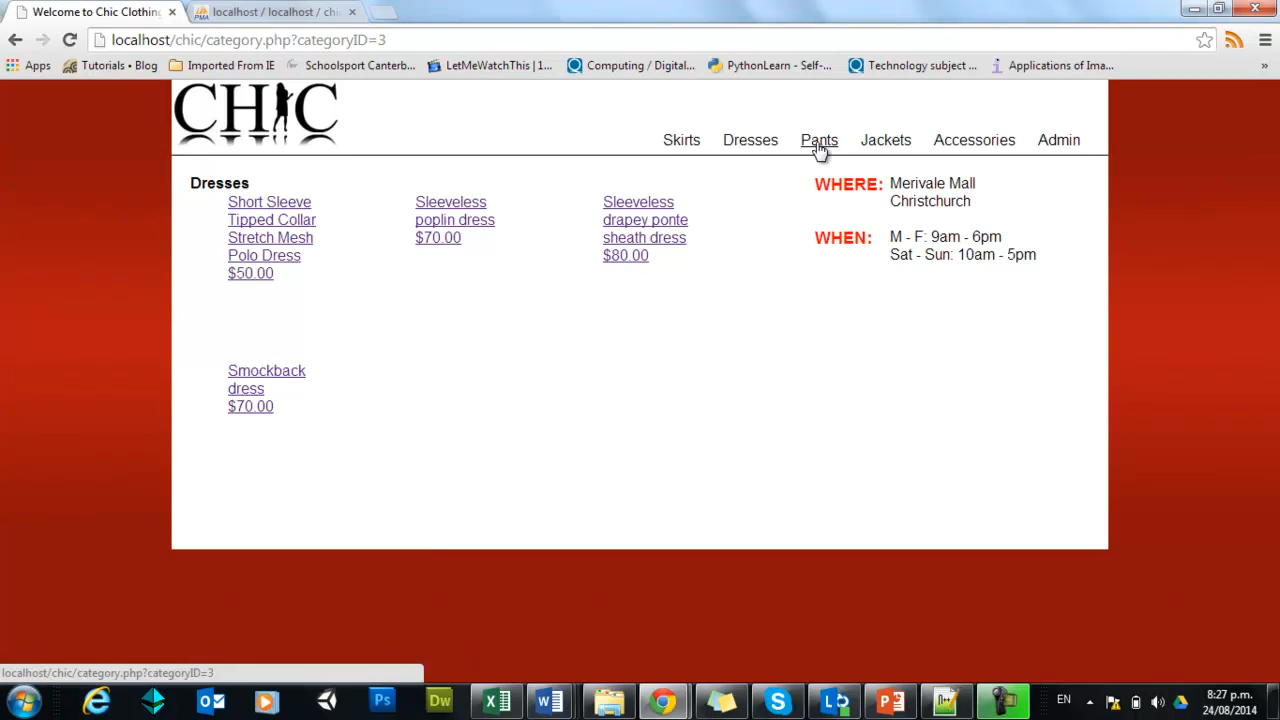 Welcome to Chic Clothing
localhost / localhost / chi
localhost/chic/category.php?categoryID=3
Apps
Tutorials • Blog
Imported From IE
Schoolsport Canterb...
LetMeWatchThis | 1...
Computing / Digital...
PythonLearn - Self-...
Technology subject ...
Applications of Ima...
»
CHIC
Skirts Dresses Pants Jackets Accessories Admin
Dresses
Short Sleeve
Tipped Collar
Stretch Mesh
Polo Dress
$50.00
Sleeveless
poplin dress
$70.00
Sleeveless
drapey ponte
sheath dress
$80.00
Smockback
dress
$70.00
WHERE: Merivale Mall
Christchurch
WHEN: M - F: 9am - 6pm
Sat - Sun: 10am - 5pm
localhost/chic/category.php?categoryID=3
Ps
Dw
EN
8:27 p.m.
24/08/2014